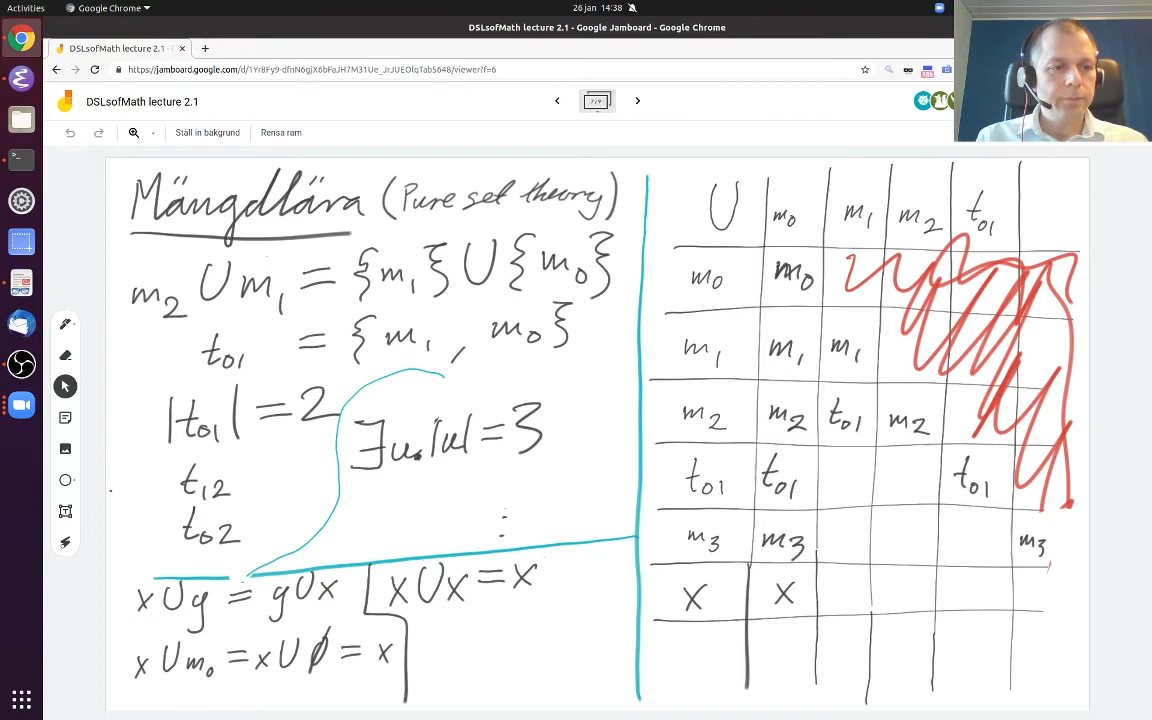 Activities
Google Chrome
26 jan 14:38
DSLsofMath lecture 2.1 - Google Jamboard - Google Chrome
DSLsofMath lecture 2.1 -
https://jamboard.google.com/d/1Yr8Fy9-dfnN6gjX6bFaJH7M31Ue_JrJUEOlqTab5648/viewer?f=6
DSLsofMath lecture 2.1
7/9
Ställ in bakgrund
Rensa ram
Mängdlära (Pure set theory)
m₂ ∪ m₁ = {m₁} ∪ {m₀}
t₀₁ = {m₁, m₀}
|t₀₁| = 2
∃u. |u| = 3
t₁₂
t₀₂
⋮
x∪y = y∪x
x∪x = x
x∪m₀ = x∪∅ = x
∪ m₀ m₁ m₂ t₀₁
m₀ m₀
m₁ m₁ m₁
m₂ m₂ t₀₁ m₂
t₀₁ t₀₁ t₀₁
m₃ m₃ m₃
x x